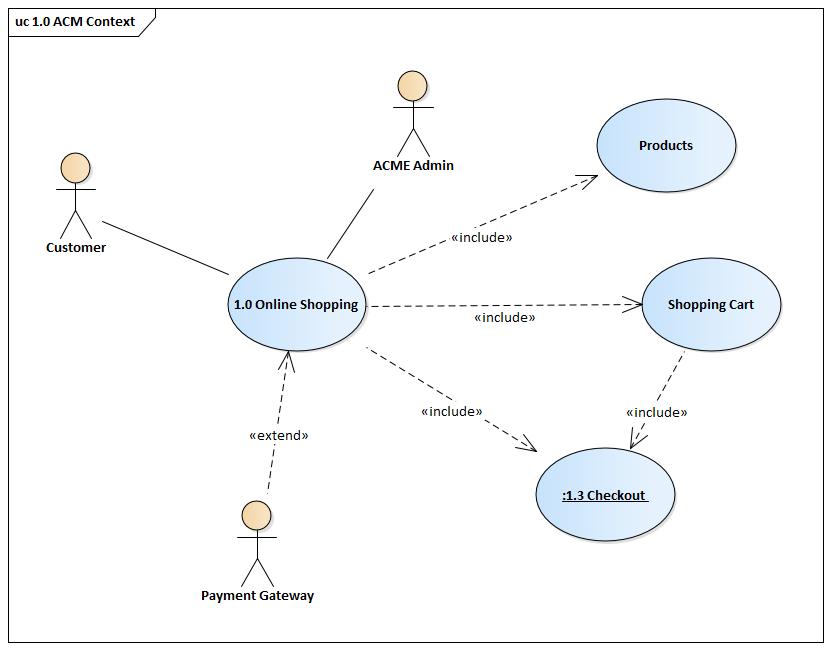 uc 1.0 ACM Context
ACME Admin
Products
Customer
«include»
1.0 Online Shopping
Shopping Cart
«include»
«include»
«include»
«extend»
:1.3 Checkout
Payment Gateway